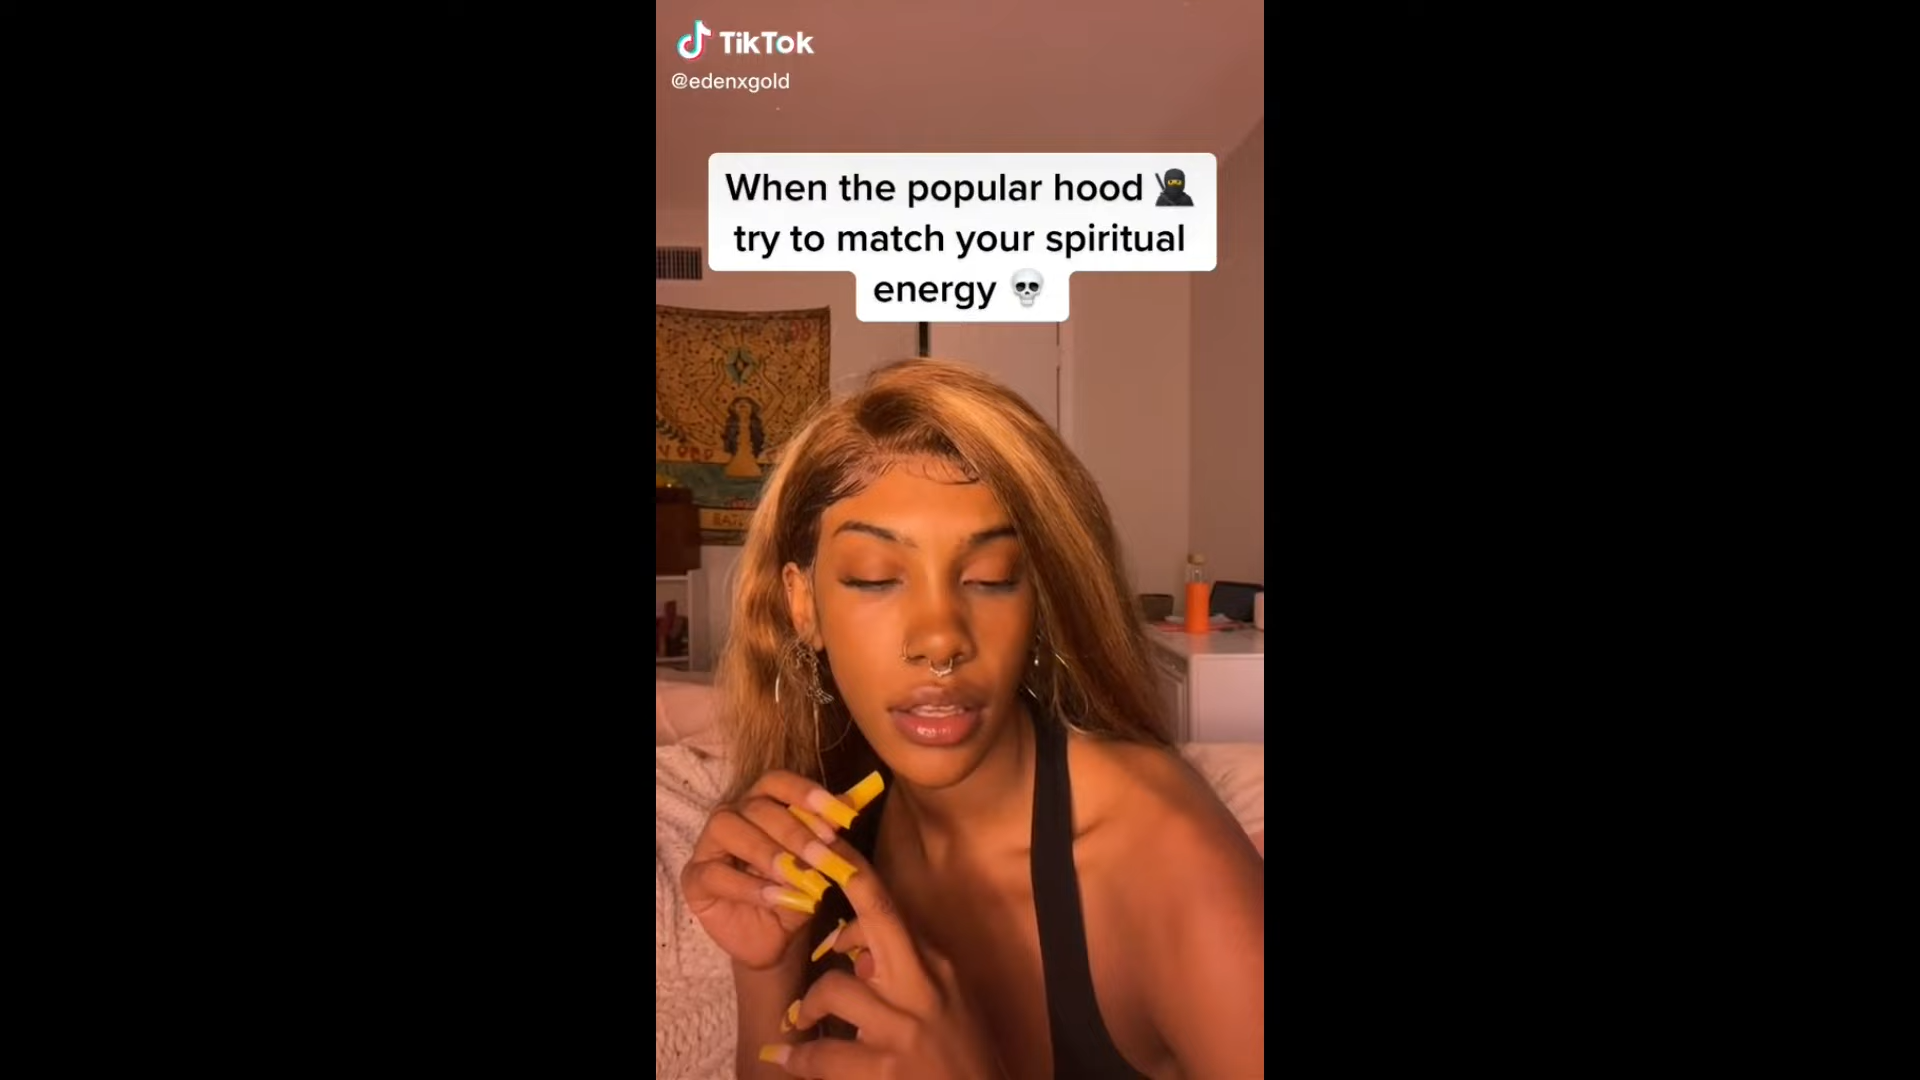 TikTok
@edenxgold
When the popular hood 🥷
try to match your spiritual
energy 💀